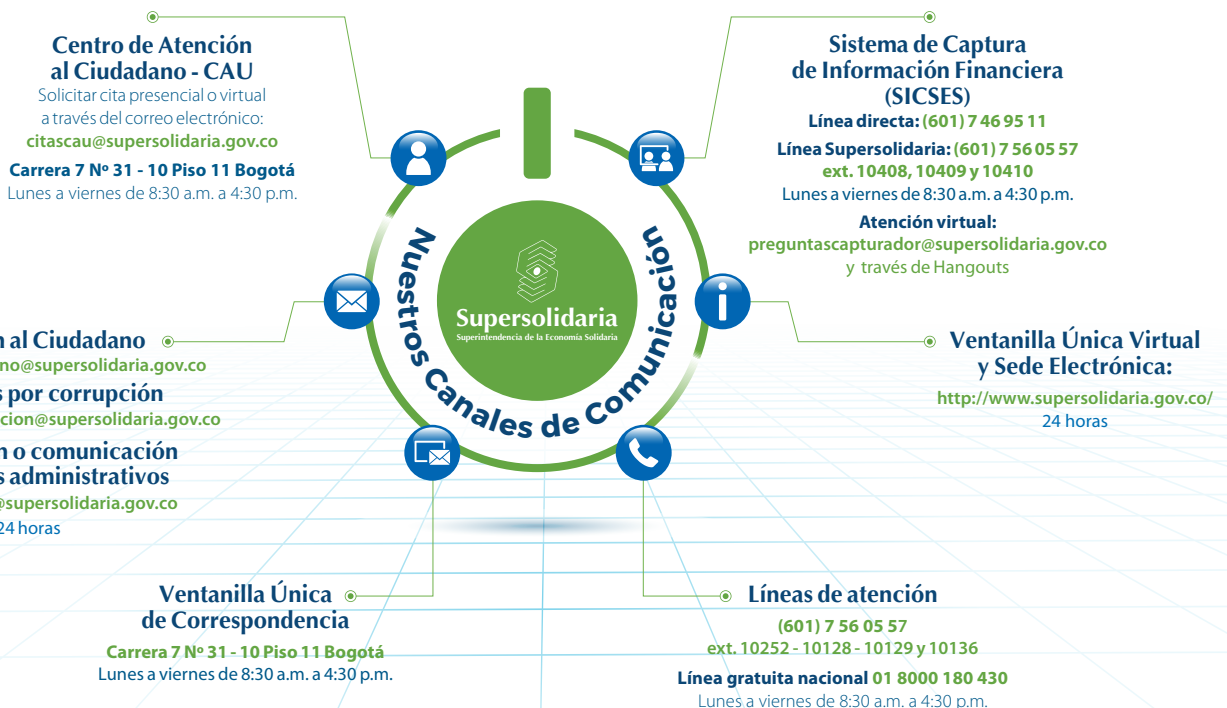 Centro de Atención
al Ciudadano - CAU
Solicitar cita presencial o virtual
a través del correo electrónico:
citascau@supersolidaria.gov.co
Carrera 7 Nº 31 - 10 Piso 11 Bogotá
Lunes a viernes de 8:30 a.m. a 4:30 p.m.
Sistema de Captura
de Información Financiera
(SICSES)
Línea directa: (601) 7 46 95 11
Línea Supersolidaria: (601) 7 56 05 57
ext. 10408, 10409 y 10410
Lunes a viernes de 8:30 a.m. a 4:30 p.m.
Atención virtual:
preguntascapturador@supersolidaria.gov.co
y través de Hangouts
Nuestros Canales de Comunicación
Supersolidaria
Superintendencia de la Economía Solidaria
n al Ciudadano
no@supersolidaria.gov.co
s por corrupción
cion@supersolidaria.gov.co
n o comunicación
s administrativos
@supersolidaria.gov.co
24 horas
Ventanilla Única Virtual
y Sede Electrónica:
http://www.supersolidaria.gov.co/
24 horas
Ventanilla Única
de Correspondencia
Carrera 7 Nº 31 - 10 Piso 11 Bogotá
Lunes a viernes de 8:30 a.m. a 4:30 p.m.
Líneas de atención
(601) 7 56 05 57
ext. 10252 - 10128 - 10129 y 10136
Línea gratuita nacional 01 8000 180 430
Lunes a viernes de 8:30 a.m. a 4:30 p.m.